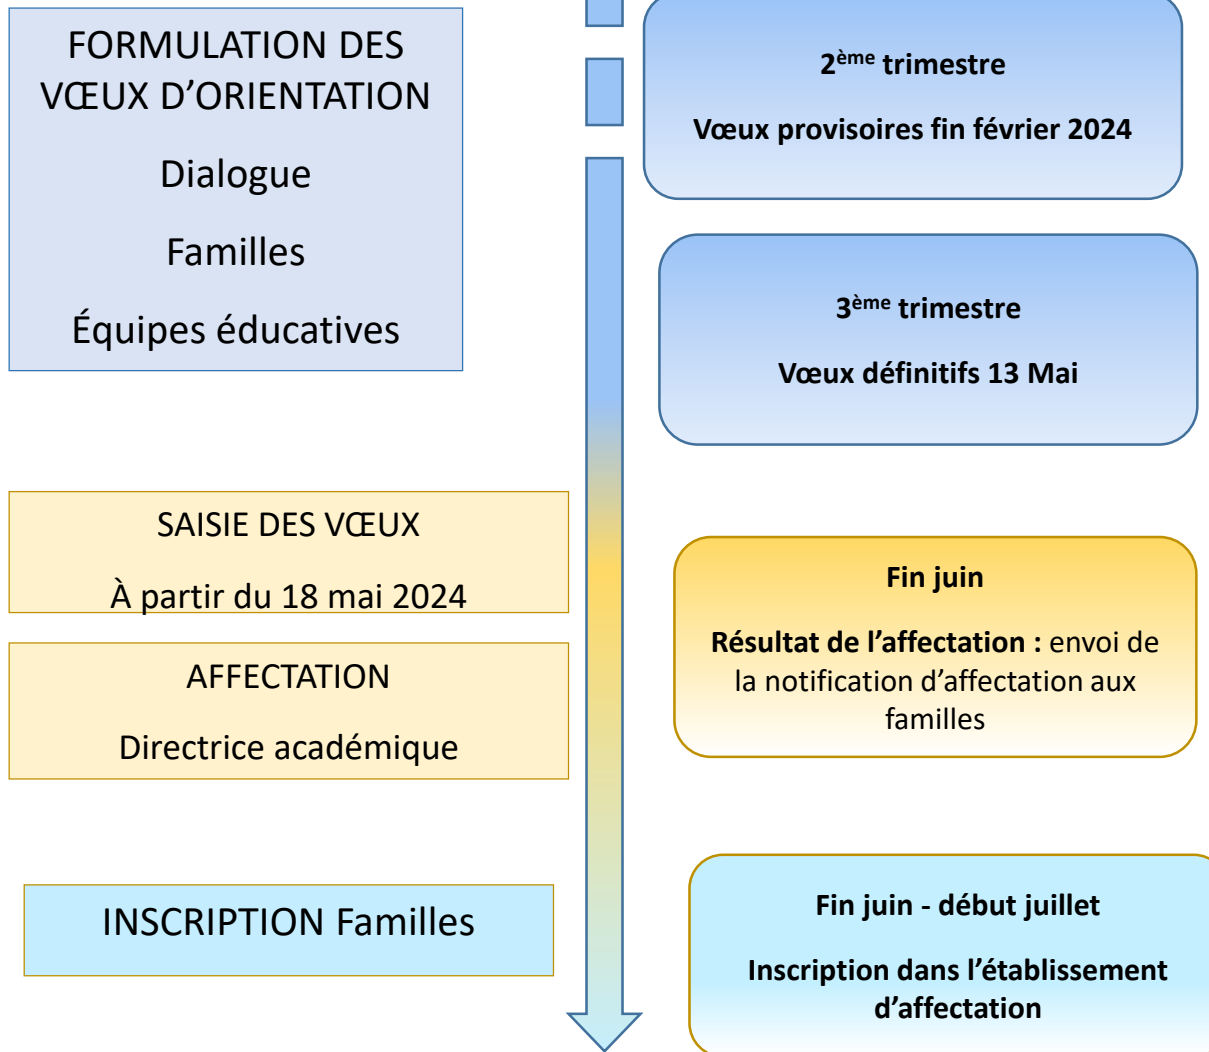 FORMULATION DES
VŒUX D’ORIENTATION
Dialogue
Familles
Équipes éducatives
2ème trimestre
Vœux provisoires fin février 2024
3ème trimestre
Vœux définitifs 13 Mai
SAISIE DES VŒUX
À partir du 18 mai 2024
AFFECTATION
Directrice académique
Fin juin
Résultat de l’affectation : envoi de
la notification d’affectation aux
familles
INSCRIPTION Familles
Fin juin - début juillet
Inscription dans l’établissement
d’affectation